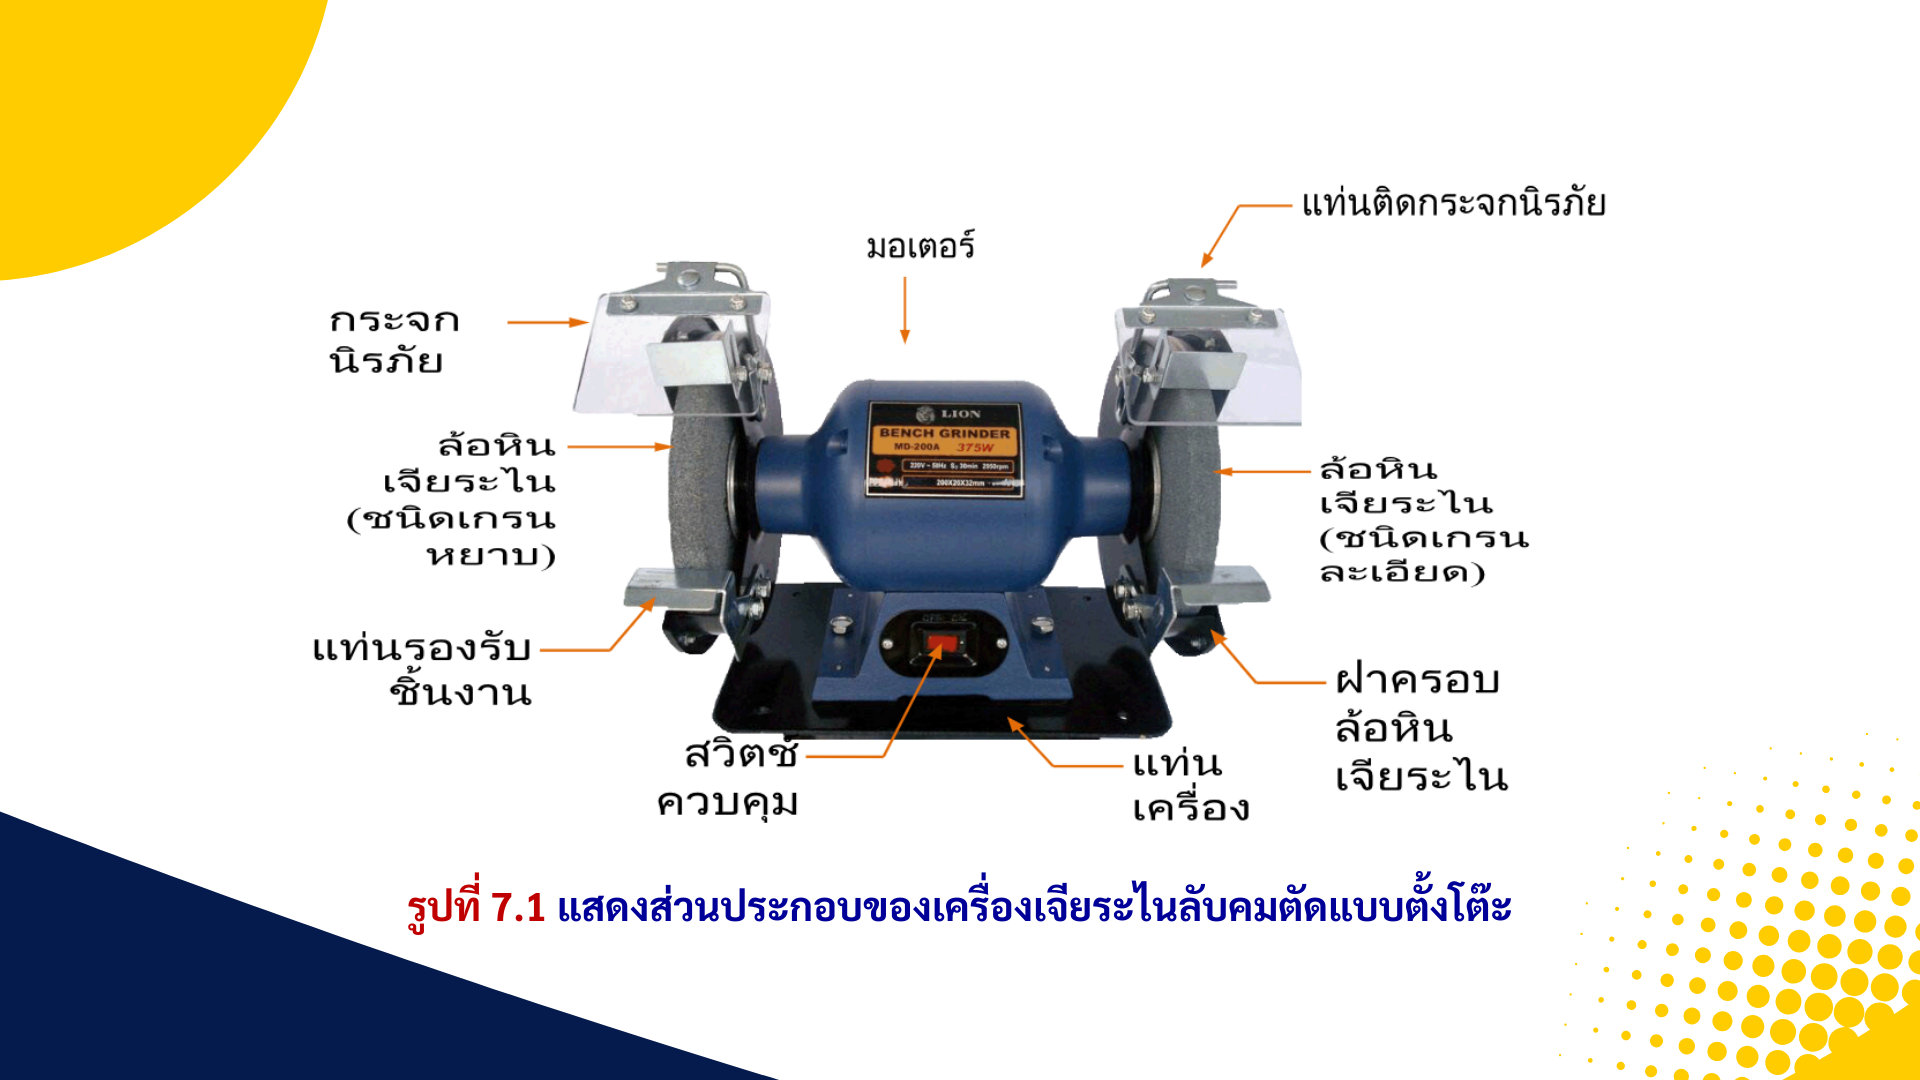 แท่นติดกระจกนิรภัย
มอเตอร์
กระจก
นิรภัย
ล้อหิน
เจียระไน
(ชนิดเกรน
หยาบ)
แท่นรองรับ
ชิ้นงาน
สวิตช์
ควบคุม
LION
BENCH GRINDER
MD-200A 375W
220V ~ 50Hz S₂ 30min 2950rpm
200X20X32mm
ล้อหิน
เจียระไน
(ชนิดเกรน
ละเอียด)
ฝาครอบ
ล้อหิน
เจียระไน
แท่น
เครื่อง
รูปที่ 7.1 แสดงส่วนประกอบของเครื่องเจียระไนลับคมตัดแบบตั้งโต๊ะ